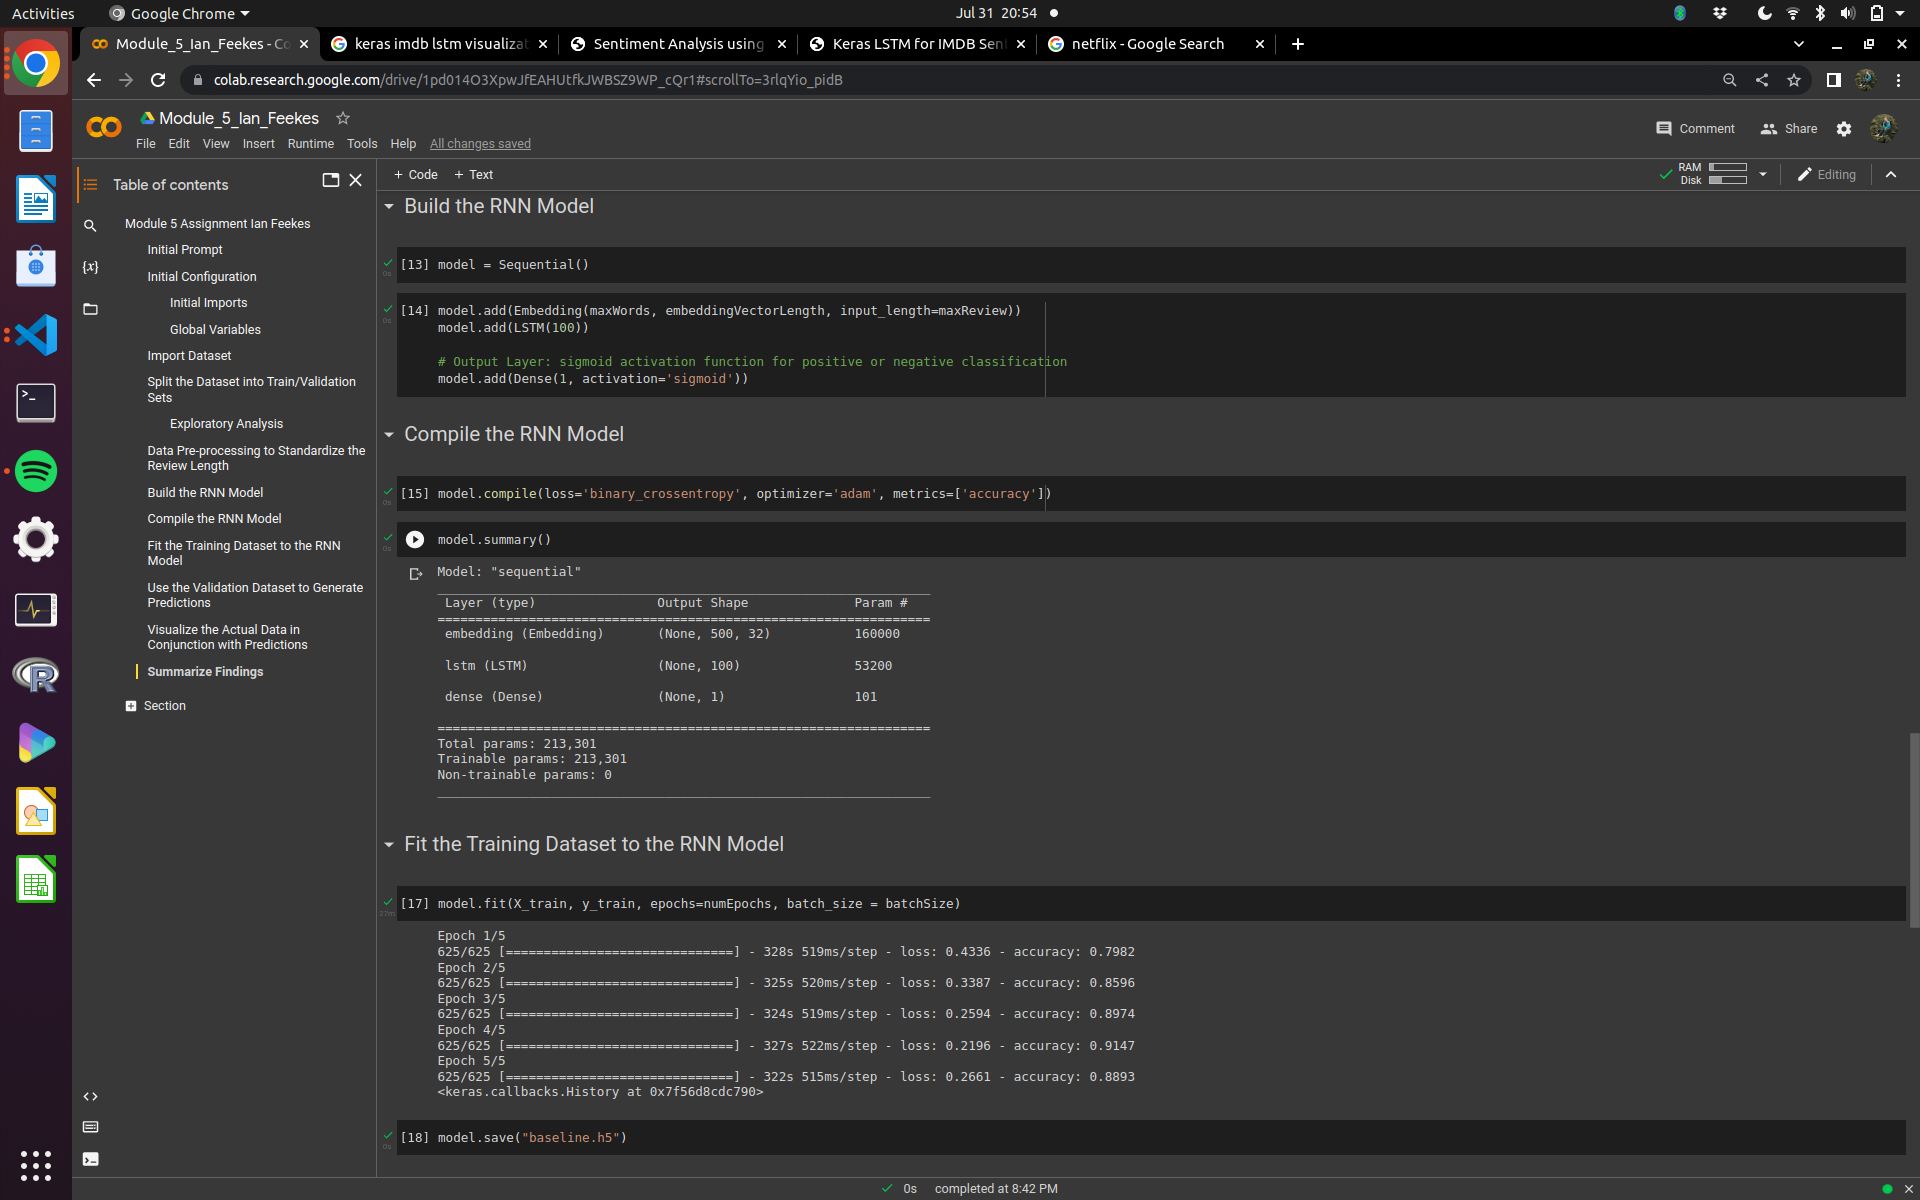 Activities
Google Chrome
Jul 31 20:54
Module_5_Ian_Feekes - Co
keras imdb lstm visualizat
Sentiment Analysis using
Keras LSTM for IMDB Sen
netflix - Google Search
colab.research.google.com/drive/1pd014O3XpwJfEAHUtfkJWBSZ9WP_cQr1#scrollTo=3rlqYio_pidB
Module_5_Ian_Feekes
File Edit View Insert Runtime Tools Help All changes saved
Comment
Share
Table of contents
Module 5 Assignment Ian Feekes
Initial Prompt
Initial Configuration
Initial Imports
Global Variables
Import Dataset
Split the Dataset into Train/Validation
Sets
Exploratory Analysis
Data Pre-processing to Standardize the
Review Length
Build the RNN Model
Compile the RNN Model
Fit the Training Dataset to the RNN
Model
Use the Validation Dataset to Generate
Predictions
Visualize the Actual Data in
Conjunction with Predictions
Summarize Findings
Section
+ Code + Text
RAM
Disk
Editing
Build the RNN Model
0s
[13] model = Sequential()
0s
[14] model.add(Embedding(maxWords, embeddingVectorLength, input_length=maxReview))
model.add(LSTM(100))
# Output Layer: sigmoid activation function for positive or negative classification
model.add(Dense(1, activation='sigmoid'))
Compile the RNN Model
0s
[15] model.compile(loss='binary_crossentropy', optimizer='adam', metrics=['accuracy'])
0s
model.summary()
Model: "sequential"
_________________________________________________________________
Layer (type) Output Shape Param #
=================================================================
embedding (Embedding) (None, 500, 32) 160000
lstm (LSTM) (None, 100) 53200
dense (Dense) (None, 1) 101
=================================================================
Total params: 213,301
Trainable params: 213,301
Non-trainable params: 0
_________________________________________________________________
Fit the Training Dataset to the RNN Model
27m
[17] model.fit(X_train, y_train, epochs=numEpochs, batch_size = batchSize)
Epoch 1/5
625/625 [==============================] - 328s 519ms/step - loss: 0.4336 - accuracy: 0.7982
Epoch 2/5
625/625 [==============================] - 325s 520ms/step - loss: 0.3387 - accuracy: 0.8596
Epoch 3/5
625/625 [==============================] - 324s 519ms/step - loss: 0.2594 - accuracy: 0.8974
Epoch 4/5
625/625 [==============================] - 327s 522ms/step - loss: 0.2196 - accuracy: 0.9147
Epoch 5/5
625/625 [==============================] - 322s 515ms/step - loss: 0.2661 - accuracy: 0.8893
<keras.callbacks.History at 0x7f56d8cdc790>
0s
[18] model.save("baseline.h5")
0s completed at 8:42 PM